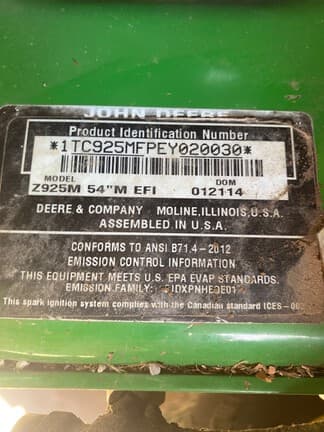 JOHN DEERE
Product Identification Number
*1TC925MFPEY020030*
MODEL DOM
Z925M 54"M EFI 012114
DEERE & COMPANY MOLINE,ILLINOIS,U.S.A.
ASSEMBLED IN U.S.A.
CONFORMS TO ANSI B71.4-2012
EMISSION CONTROL INFORMATION
THIS EQUIPMENT MEETS U.S. EPA EVAP STANDARDS.
EMISSION FAMILY:
This spark ignition system complies with the Canadian standard